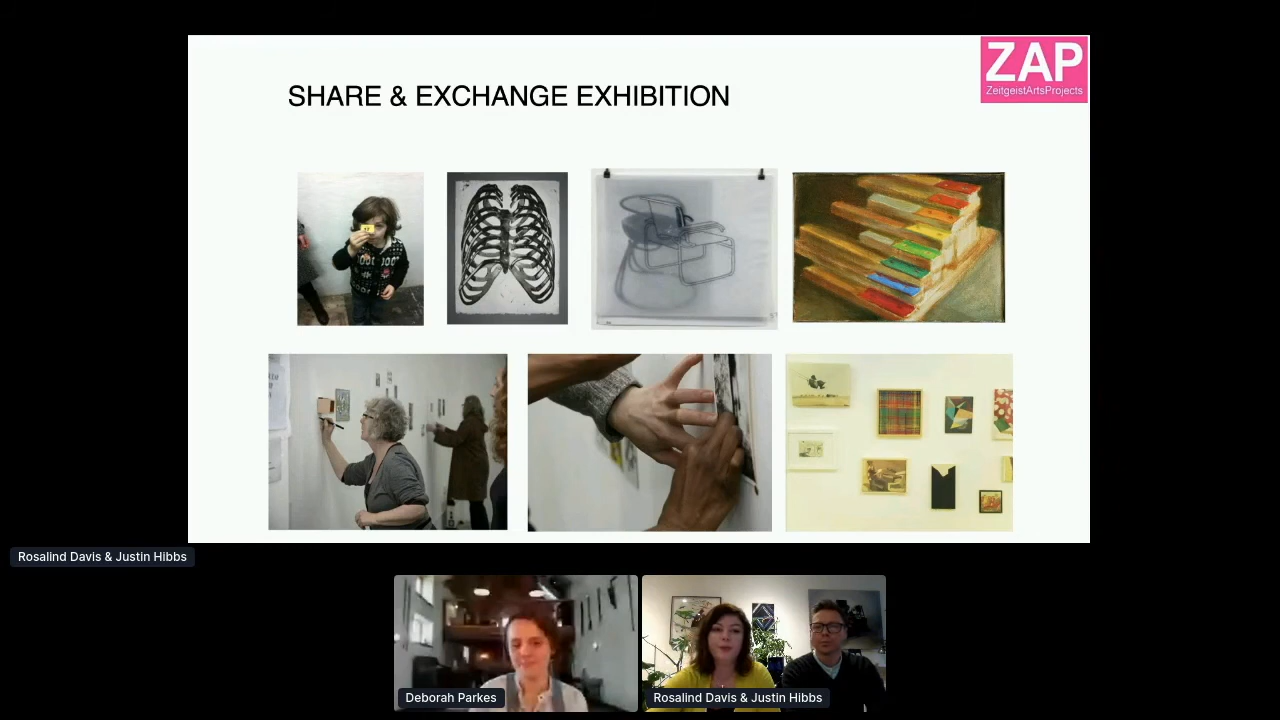 ZAP
ZeitgeistArtsProjects
SHARE & EXCHANGE EXHIBITION
Rosalind Davis & Justin Hibbs
Deborah Parkes
Rosalind Davis & Justin Hibbs